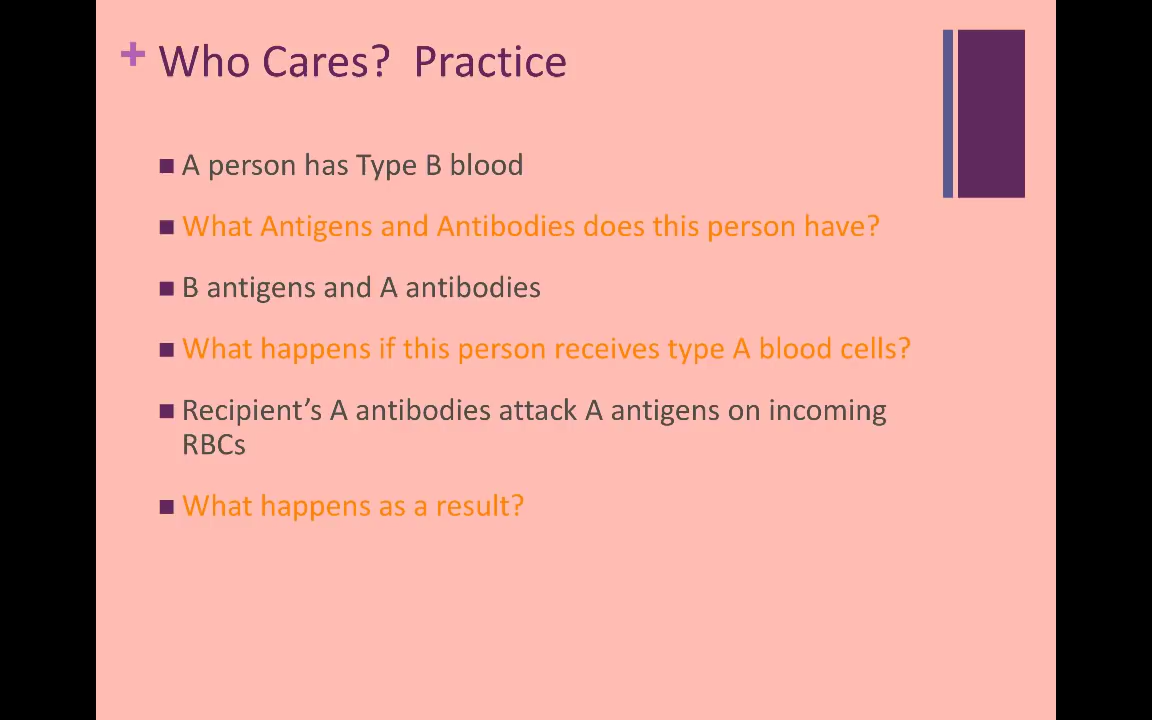 + Who Cares? Practice
A person has Type B blood
What Antigens and Antibodies does this person have?
B antigens and A antibodies
What happens if this person receives type A blood cells?
Recipient’s A antibodies attack A antigens on incoming
RBCs
What happens as a result?